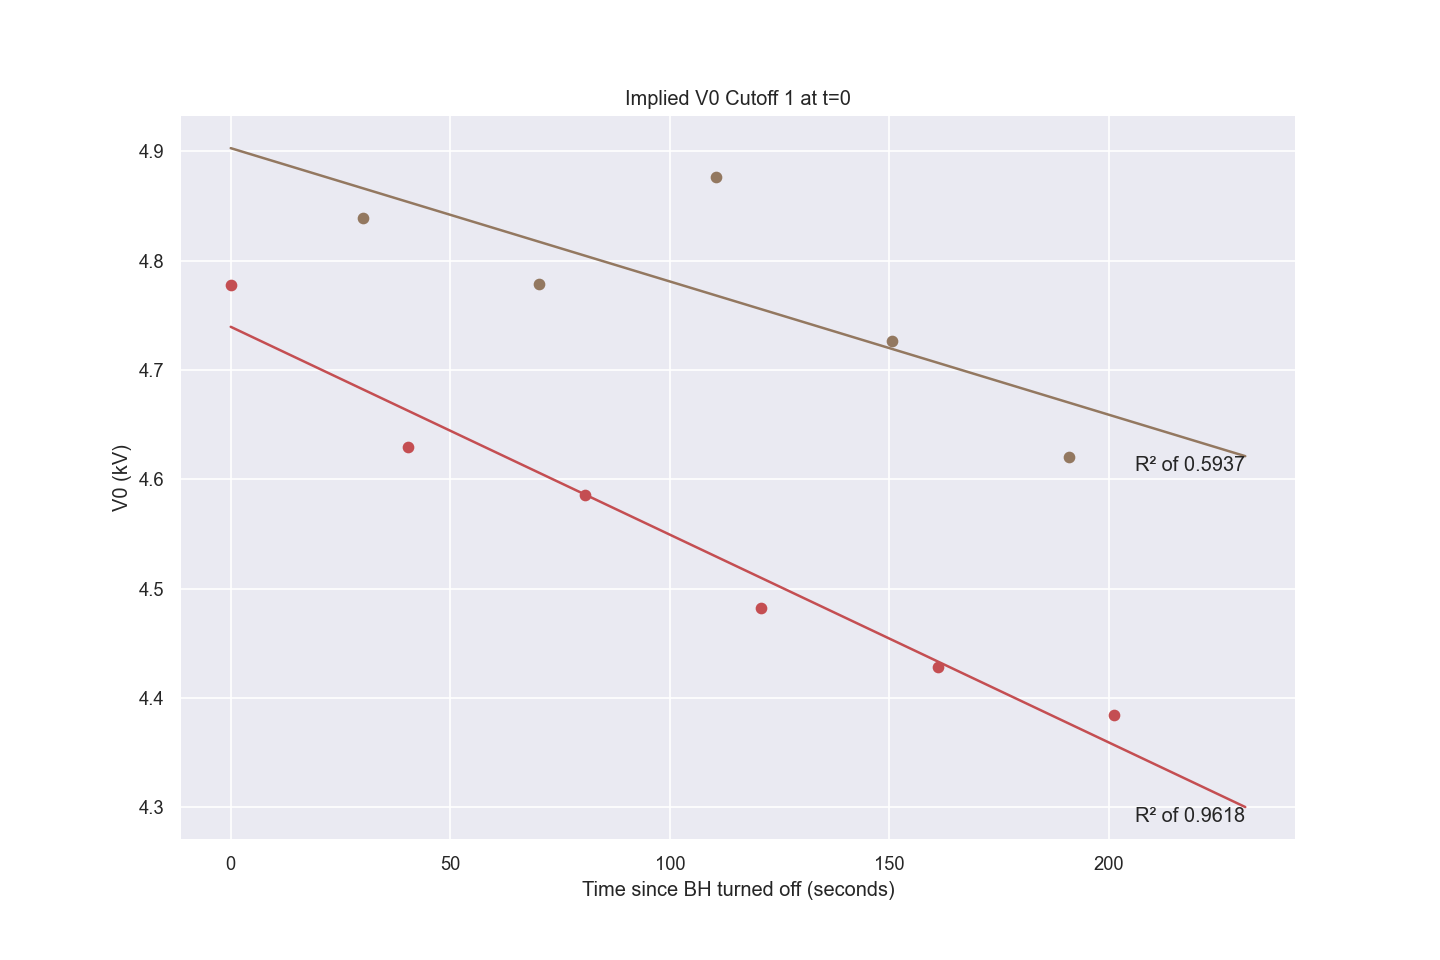 Implied V0 Cutoff 1 at t=0
4.9
4.8
4.7
4.6
4.5
4.4
4.3
V0 (kV)
R² of 0.5937
R² of 0.9618
0 50 100 150 200
Time since BH turned off (seconds)